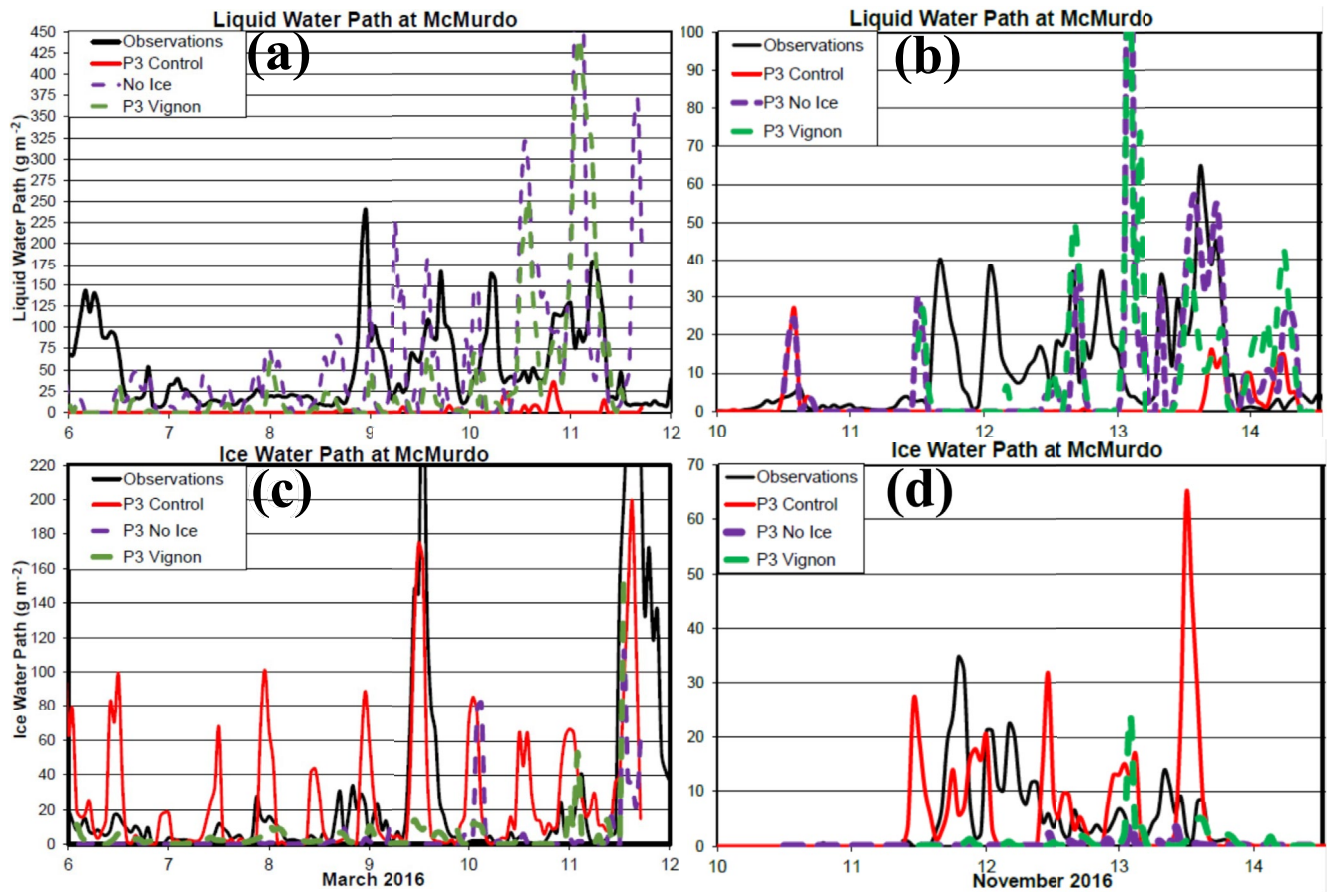 Liquid Water Path at McMurdo
(a)
Observations
P3 Control
No Ice
P3 Vignon
Liquid Water Path (g m-2)
450
425
400
375
350
325
300
275
250
225
200
175
150
125
100
75
50
25
0
6 7 8 9 10 11 12
Liquid Water Path at McMurdo
(b)
Observations
P3 Control
P3 No Ice
P3 Vignon
100
90
80
70
60
50
40
30
20
10
0
10 11 12 13 14
Ice Water Path at McMurdo
(c)
Observations
P3 Control
P3 No Ice
P3 Vignon
Ice Water Path (g m-2)
220
200
180
160
140
120
100
80
60
40
20
0
6 7 8 9 10 11 12
March 2016
Ice Water Path at McMurdo
(d)
Observations
P3 Control
P3 No Ice
P3 Vignon
70
60
50
40
30
20
10
0
10 11 12 13 14
November 2016